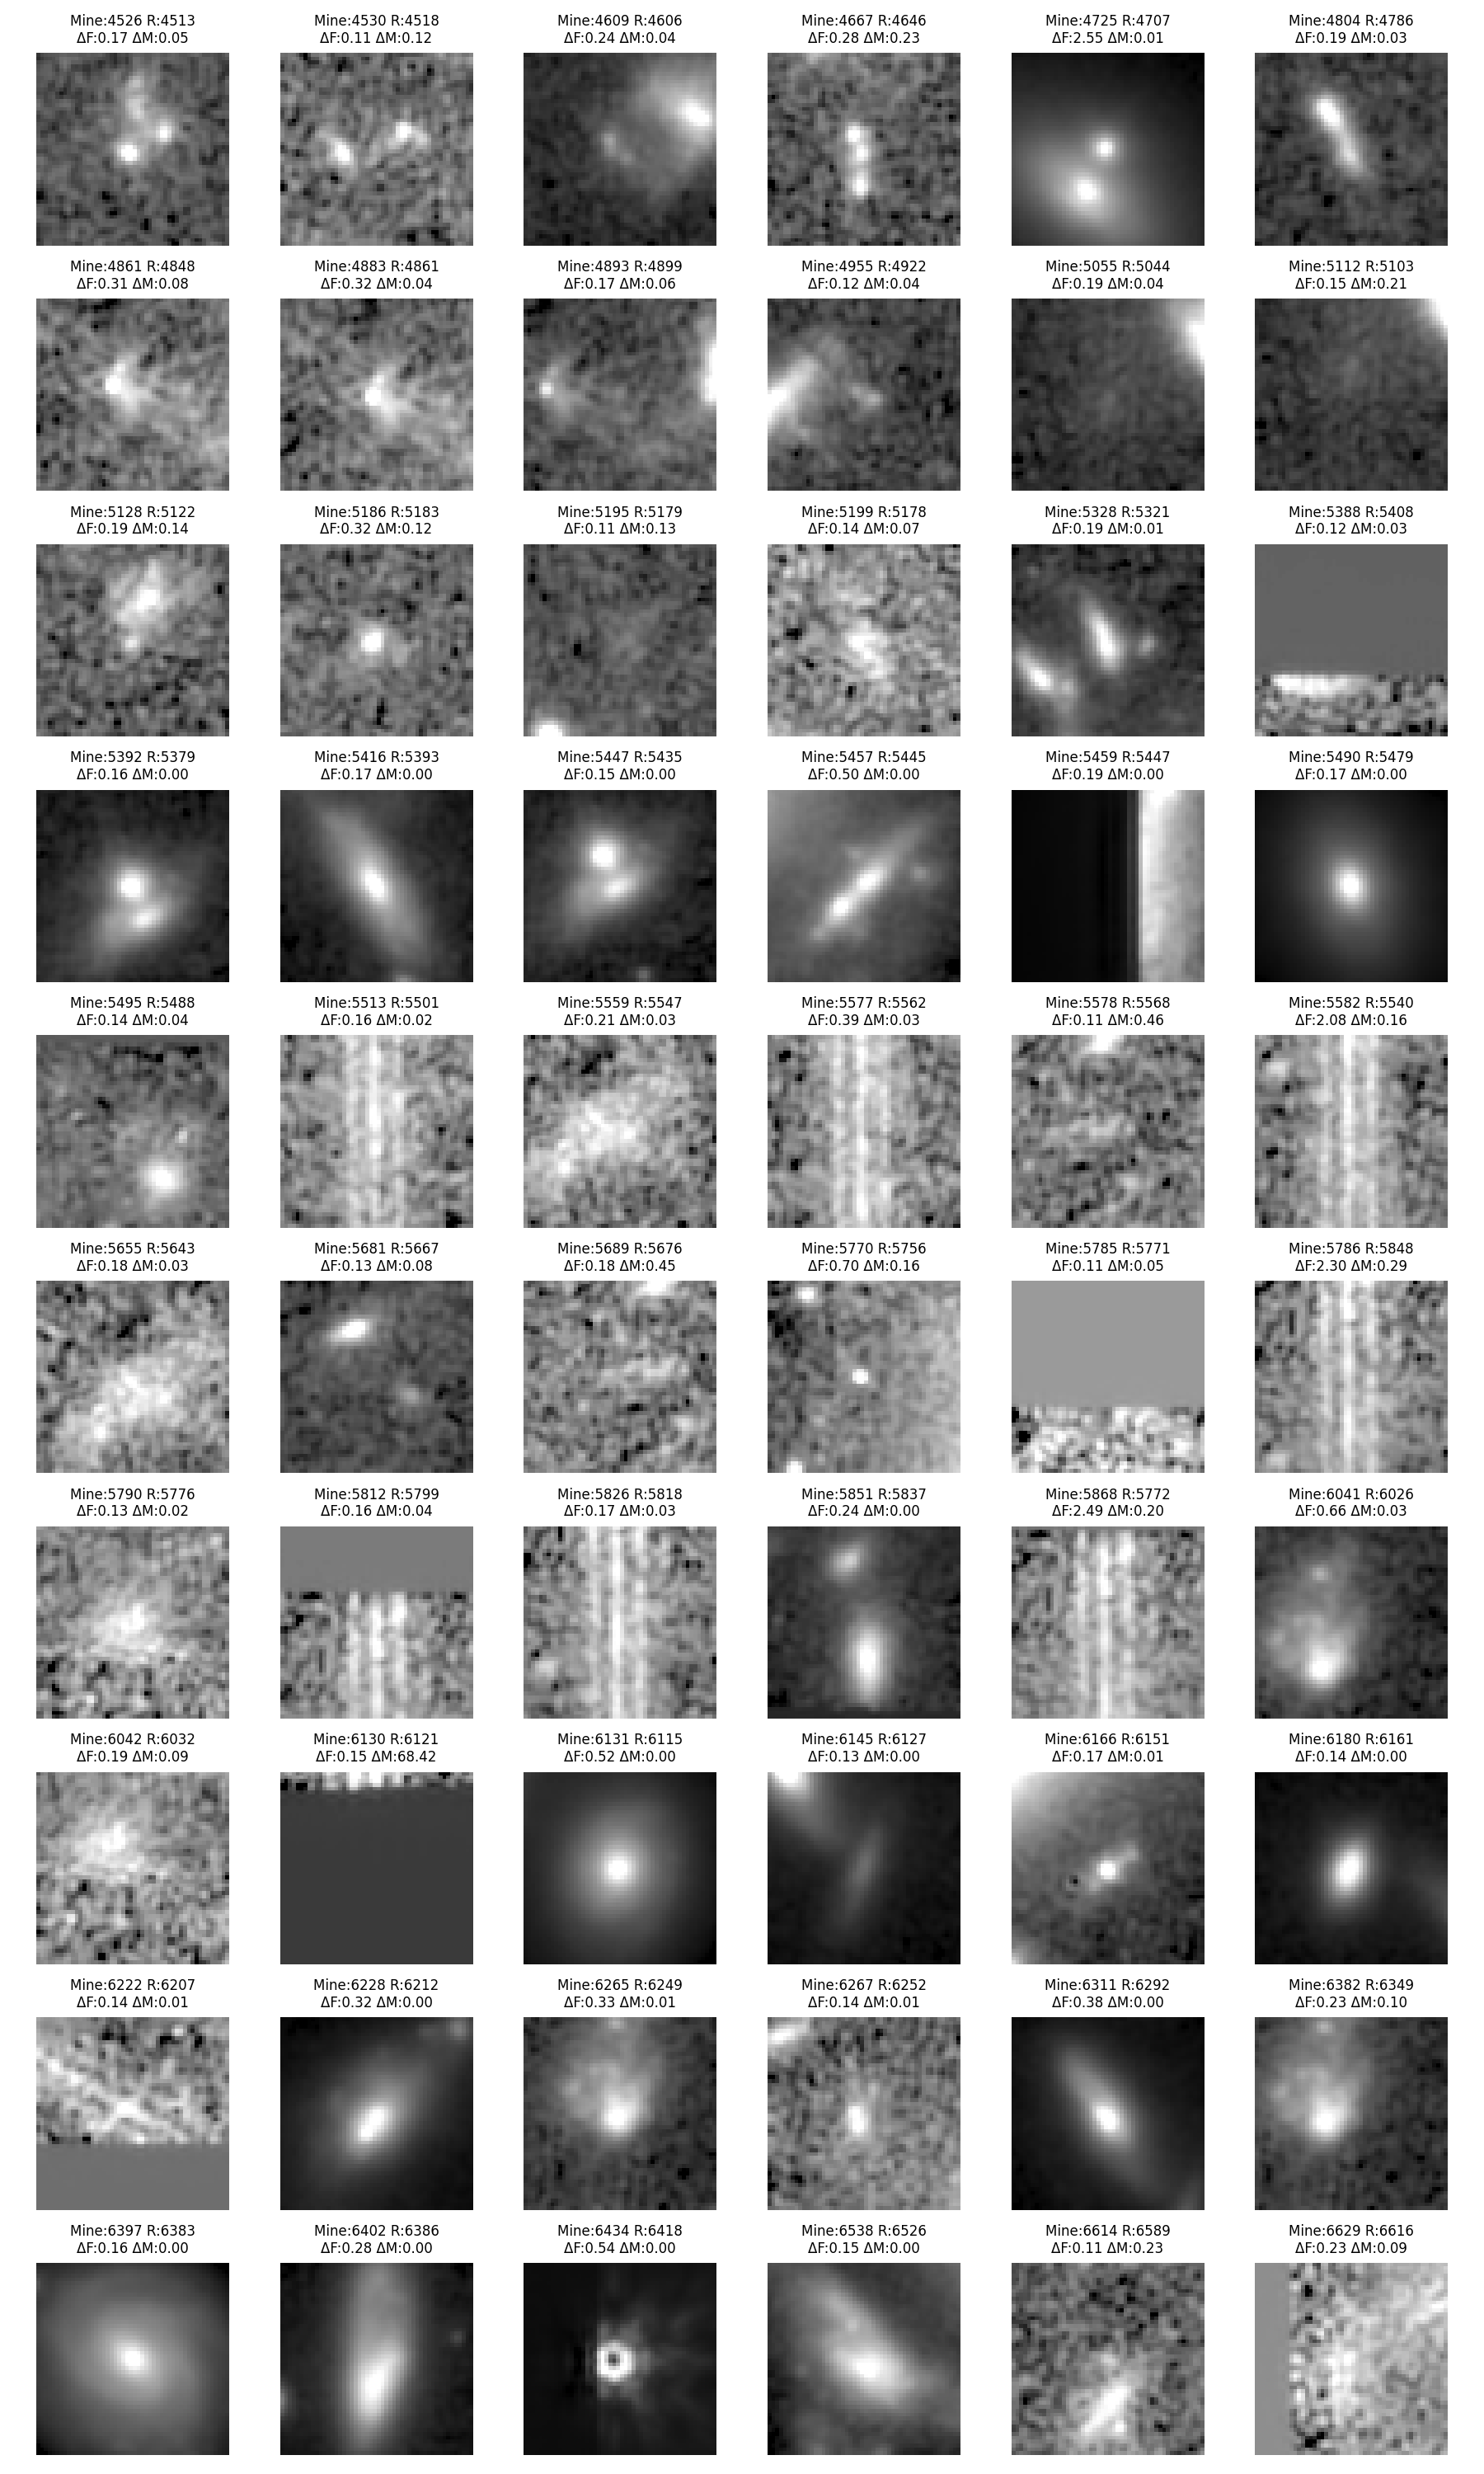 Mine:4526 R:4513
ΔF:0.17 ΔM:0.05
Mine:4530 R:4518
ΔF:0.11 ΔM:0.12
Mine:4609 R:4606
ΔF:0.24 ΔM:0.04
Mine:4667 R:4646
ΔF:0.28 ΔM:0.23
Mine:4725 R:4707
ΔF:2.55 ΔM:0.01
Mine:4804 R:4786
ΔF:0.19 ΔM:0.03
Mine:4861 R:4848
ΔF:0.31 ΔM:0.08
Mine:4883 R:4861
ΔF:0.32 ΔM:0.04
Mine:4893 R:4899
ΔF:0.17 ΔM:0.06
Mine:4955 R:4922
ΔF:0.12 ΔM:0.04
Mine:5055 R:5044
ΔF:0.19 ΔM:0.04
Mine:5112 R:5103
ΔF:0.15 ΔM:0.21
Mine:5128 R:5122
ΔF:0.19 ΔM:0.14
Mine:5186 R:5183
ΔF:0.32 ΔM:0.12
Mine:5195 R:5179
ΔF:0.11 ΔM:0.13
Mine:5199 R:5178
ΔF:0.14 ΔM:0.07
Mine:5328 R:5321
ΔF:0.19 ΔM:0.01
Mine:5388 R:5408
ΔF:0.12 ΔM:0.03
Mine:5392 R:5379
ΔF:0.16 ΔM:0.00
Mine:5416 R:5393
ΔF:0.17 ΔM:0.00
Mine:5447 R:5435
ΔF:0.15 ΔM:0.00
Mine:5457 R:5445
ΔF:0.50 ΔM:0.00
Mine:5459 R:5447
ΔF:0.19 ΔM:0.00
Mine:5490 R:5479
ΔF:0.17 ΔM:0.00
Mine:5495 R:5488
ΔF:0.14 ΔM:0.04
Mine:5513 R:5501
ΔF:0.16 ΔM:0.02
Mine:5559 R:5547
ΔF:0.21 ΔM:0.03
Mine:5577 R:5562
ΔF:0.39 ΔM:0.03
Mine:5578 R:5568
ΔF:0.11 ΔM:0.46
Mine:5582 R:5540
ΔF:2.08 ΔM:0.16
Mine:5655 R:5643
ΔF:0.18 ΔM:0.03
Mine:5681 R:5667
ΔF:0.13 ΔM:0.08
Mine:5689 R:5676
ΔF:0.18 ΔM:0.45
Mine:5770 R:5756
ΔF:0.70 ΔM:0.16
Mine:5785 R:5771
ΔF:0.11 ΔM:0.05
Mine:5786 R:5848
ΔF:2.30 ΔM:0.29
Mine:5790 R:5776
ΔF:0.13 ΔM:0.02
Mine:5812 R:5799
ΔF:0.16 ΔM:0.04
Mine:5826 R:5818
ΔF:0.17 ΔM:0.03
Mine:5851 R:5837
ΔF:0.24 ΔM:0.00
Mine:5868 R:5772
ΔF:2.49 ΔM:0.20
Mine:6041 R:6026
ΔF:0.66 ΔM:0.03
Mine:6042 R:6032
ΔF:0.19 ΔM:0.09
Mine:6130 R:6121
ΔF:0.15 ΔM:68.42
Mine:6131 R:6115
ΔF:0.52 ΔM:0.00
Mine:6145 R:6127
ΔF:0.13 ΔM:0.00
Mine:6166 R:6151
ΔF:0.17 ΔM:0.01
Mine:6180 R:6161
ΔF:0.14 ΔM:0.00
Mine:6222 R:6207
ΔF:0.14 ΔM:0.01
Mine:6228 R:6212
ΔF:0.32 ΔM:0.00
Mine:6265 R:6249
ΔF:0.33 ΔM:0.01
Mine:6267 R:6252
ΔF:0.14 ΔM:0.01
Mine:6311 R:6292
ΔF:0.38 ΔM:0.00
Mine:6382 R:6349
ΔF:0.23 ΔM:0.10
Mine:6397 R:6383
ΔF:0.16 ΔM:0.00
Mine:6402 R:6386
ΔF:0.28 ΔM:0.00
Mine:6434 R:6418
ΔF:0.54 ΔM:0.00
Mine:6538 R:6526
ΔF:0.15 ΔM:0.00
Mine:6614 R:6589
ΔF:0.11 ΔM:0.23
Mine:6629 R:6616
ΔF:0.23 ΔM:0.09